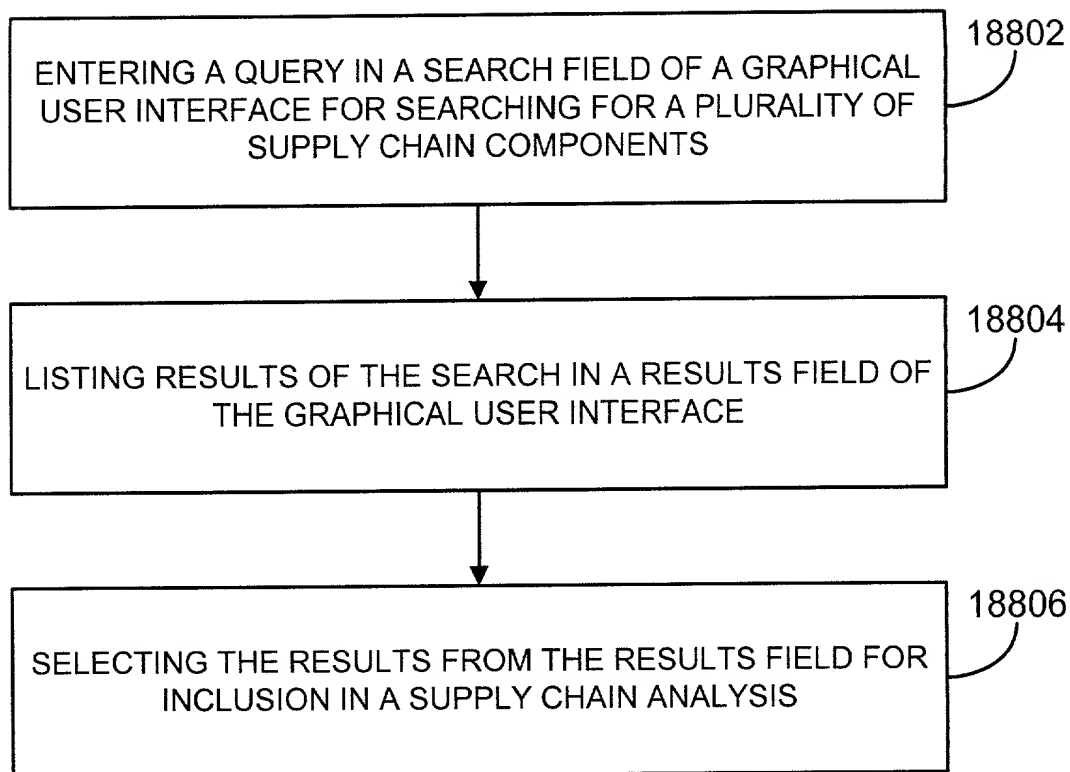 18802
ENTERING A QUERY IN A SEARCH FIELD OF A GRAPHICAL
USER INTERFACE FOR SEARCHING FOR A PLURALITY OF
SUPPLY CHAIN COMPONENTS
18804
LISTING RESULTS OF THE SEARCH IN A RESULTS FIELD OF
THE GRAPHICAL USER INTERFACE
18806
SELECTING THE RESULTS FROM THE RESULTS FIELD FOR
INCLUSION IN A SUPPLY CHAIN ANALYSIS